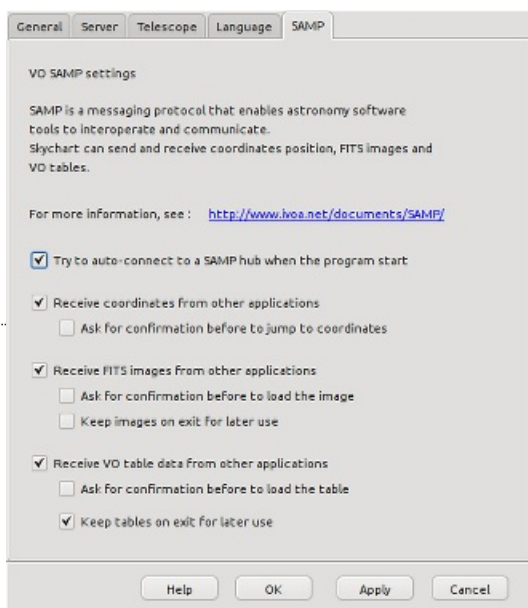 General Server Telescope Language SAMP
VO SAMP settings
SAMP is a messaging protocol that enables astronomy software
tools to interoperate and communicate.
Skychart can send and receive coordinates position, FITS images and
VO tables.
For more information, see : http://www.ivoa.net/documents/SAMP/
Try to auto-connect to a SAMP hub when the program start
Receive coordinates from other applications
Ask for confirmation before to jump to coordinates
Receive FITS images from other applications
Ask for confirmation before to load the image
Keep images on exit for later use
Receive VO table data from other applications
Ask for confirmation before to load the table
Keep tables on exit for later use
Help OK Apply Cancel